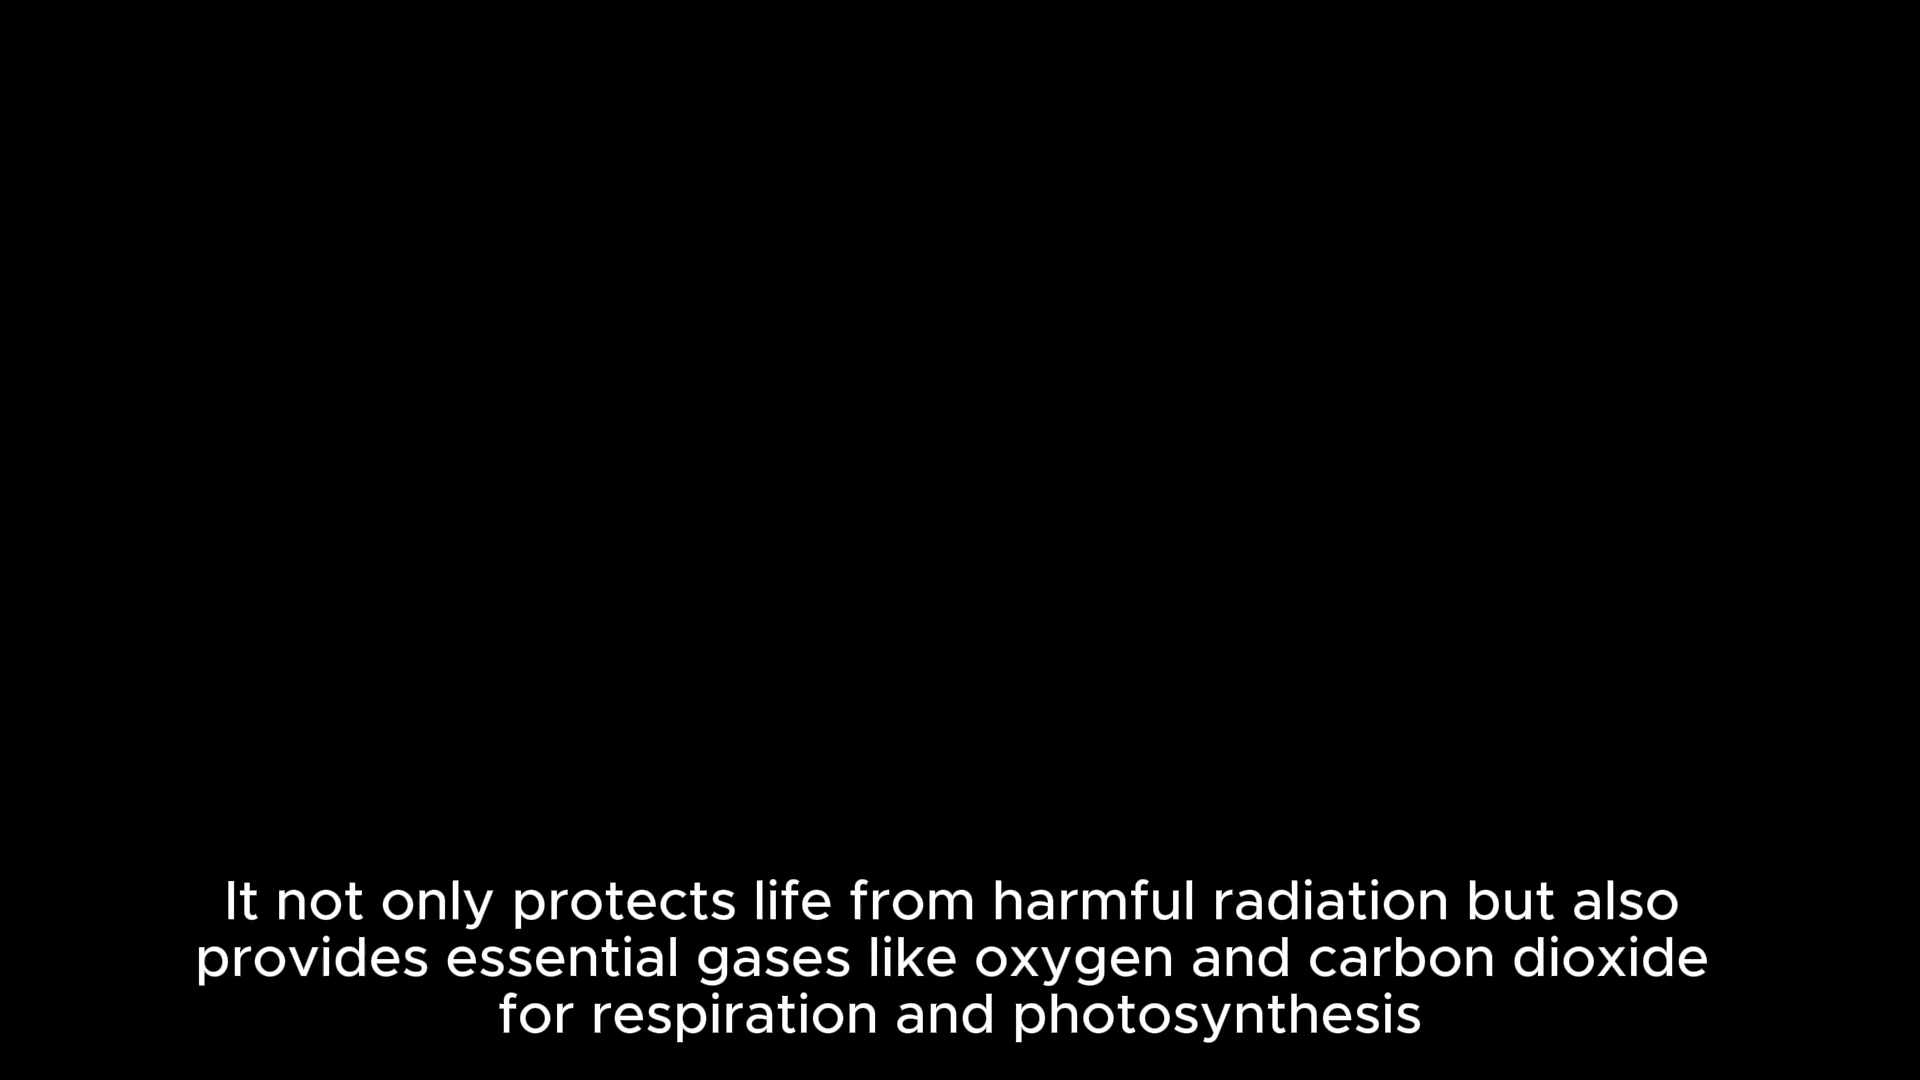 It not only protects life from harmful radiation but also
provides essential gases like oxygen and carbon dioxide
for respiration and photosynthesis